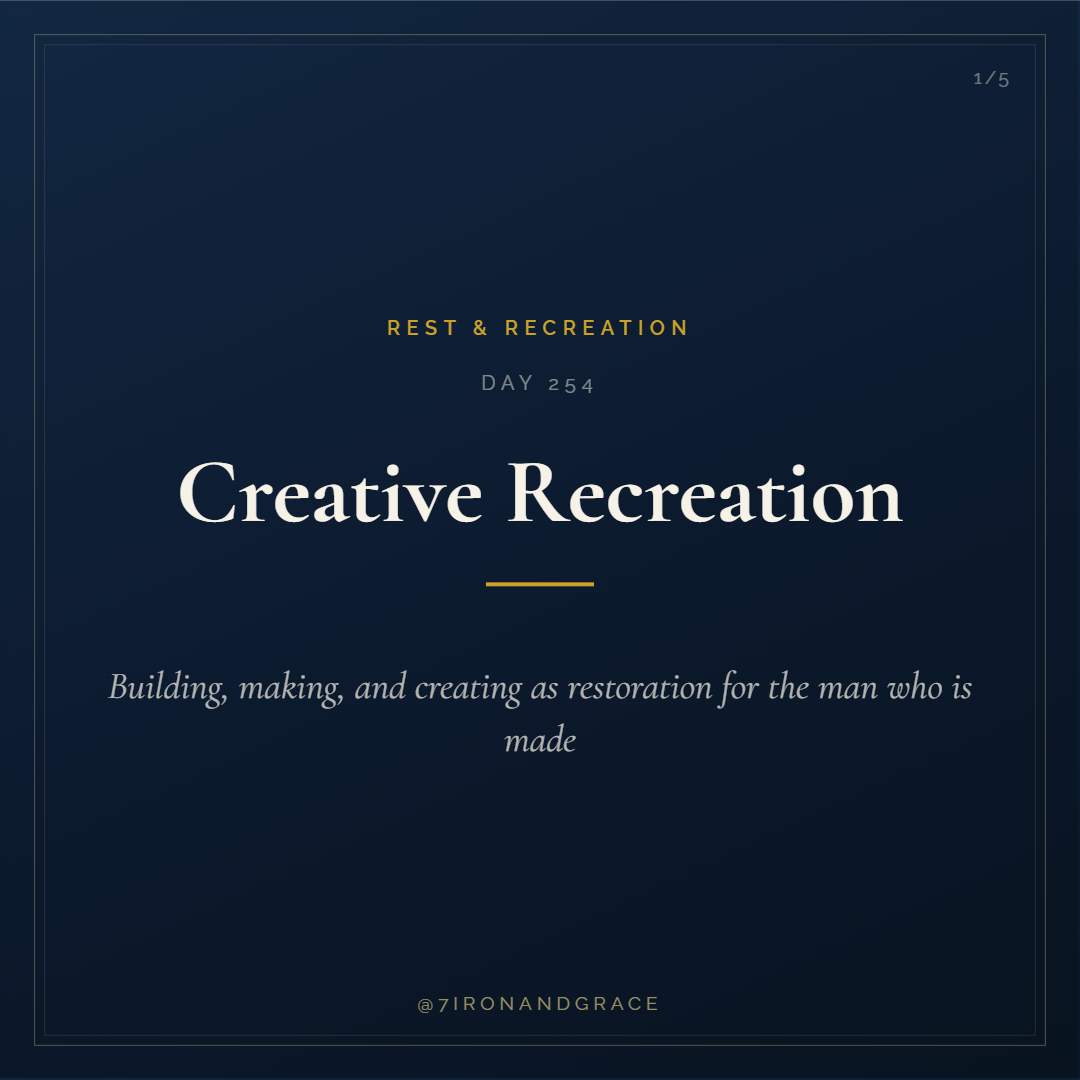 1/5
REST & RECREATION
DAY 254
Creative Recreation
Building, making, and creating as restoration for the man who is
made
@7IRONANDGRACE